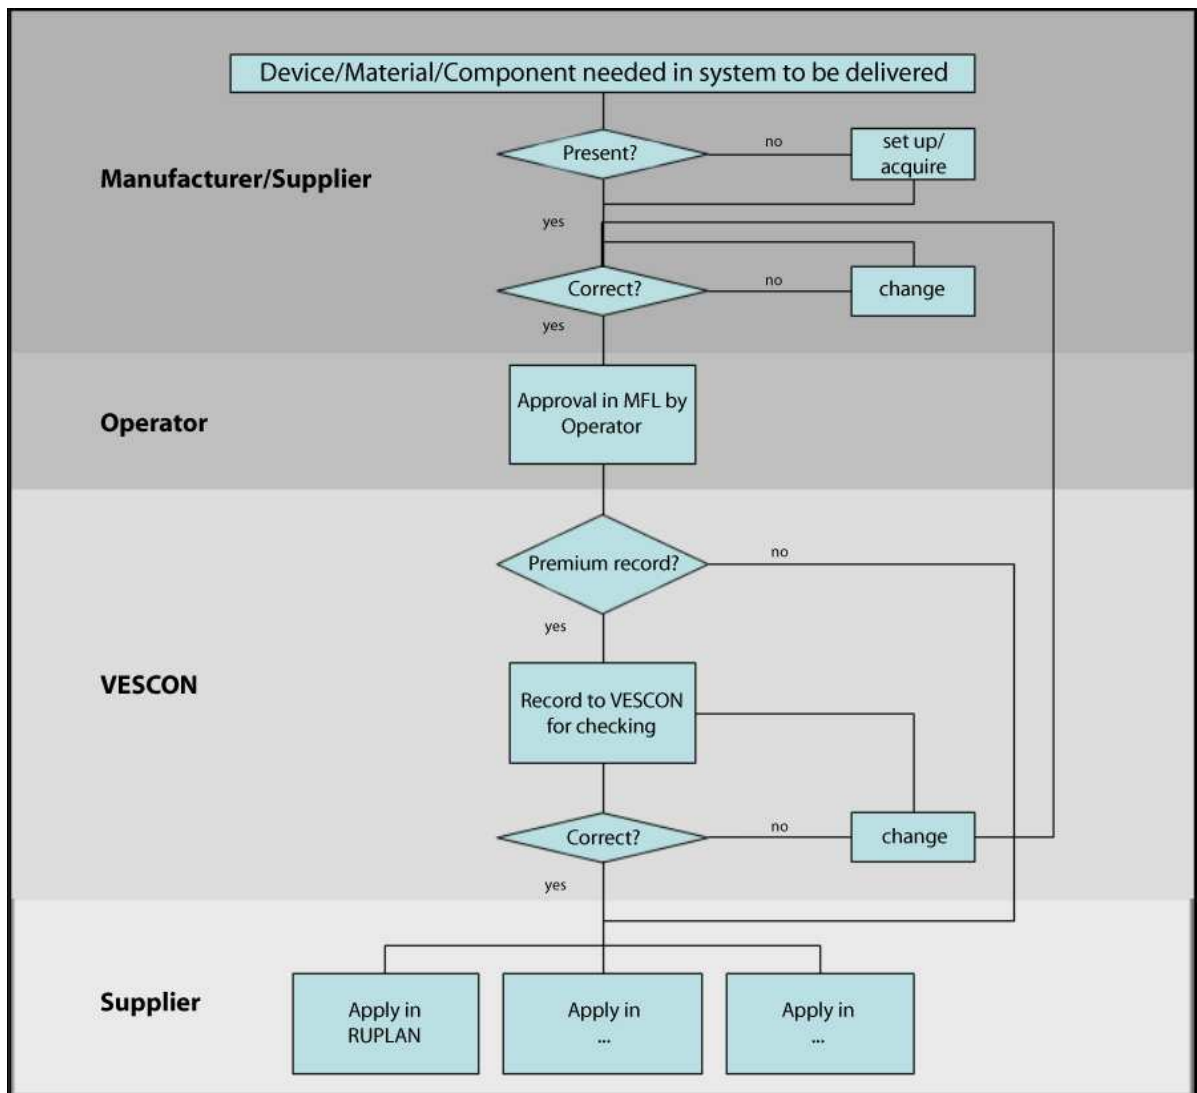 Device/Material/Component needed in system to be delivered
Present?
no
set up/
acquire
Manufacturer/Supplier
yes
Correct?
no
change
yes
Approval in MFL by
Operator
Operator
Premium record?
no
yes
VESCON
Record to VESCON
for checking
Correct?
no
change
yes
Supplier
Apply in
RUPLAN
Apply in
...
Apply in
...